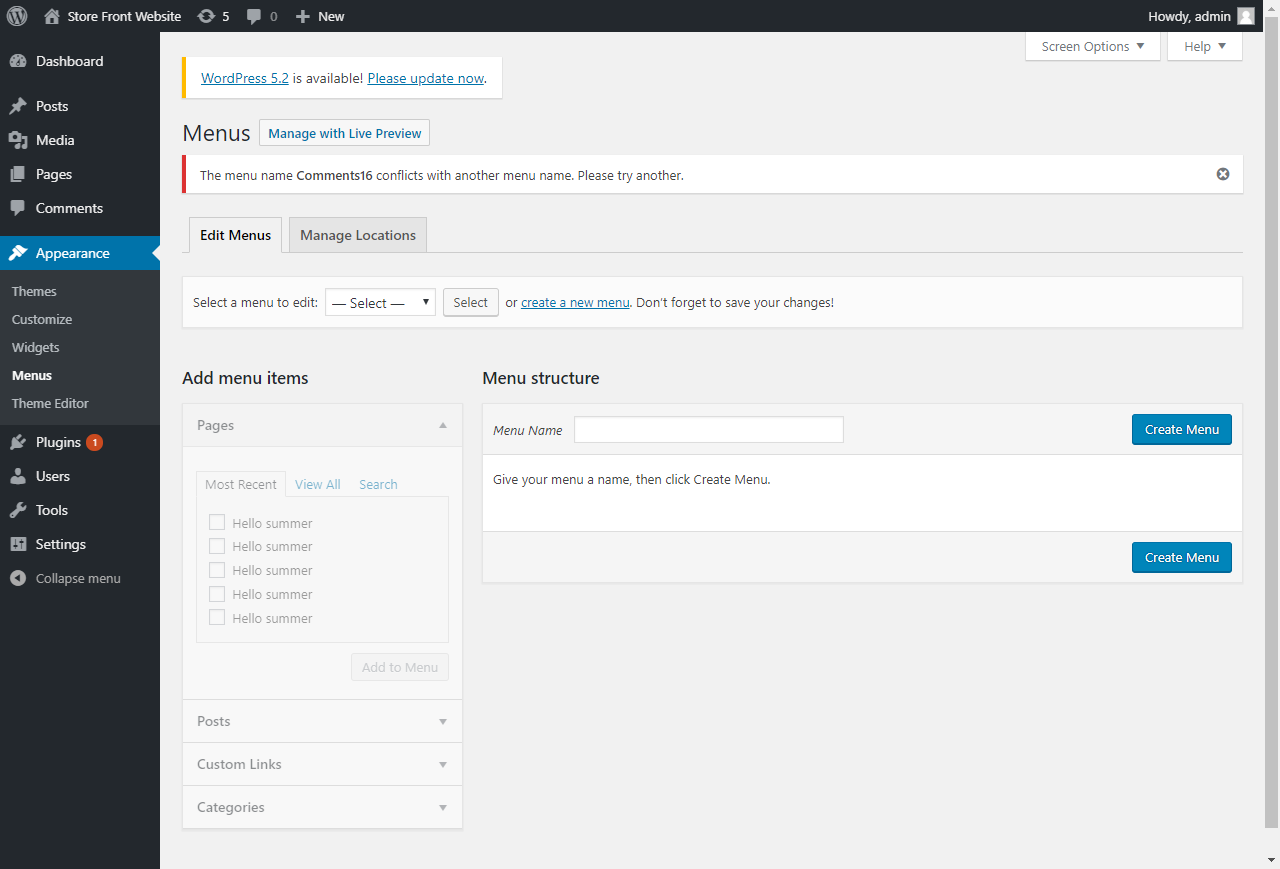 Store Front Website 5 0 New Howdy, admin
Screen Options Help
Dashboard
Posts
Media
Pages
Comments
Appearance
Themes
Customize
Widgets
Menus
Theme Editor
Plugins 1
Users
Tools
Settings
Collapse menu
WordPress 5.2 is available! Please update now.
Menus Manage with Live Preview
The menu name Comments16 conflicts with another menu name. Please try another.
Edit Menus Manage Locations
Select a menu to edit: — Select — Select or create a new menu. Don't forget to save your changes!
Add menu items
Pages
Most Recent View All Search
Hello summer
Hello summer
Hello summer
Hello summer
Hello summer
Add to Menu
Posts
Custom Links
Categories
Menu structure
Menu Name Create Menu
Give your menu a name, then click Create Menu.
Create Menu